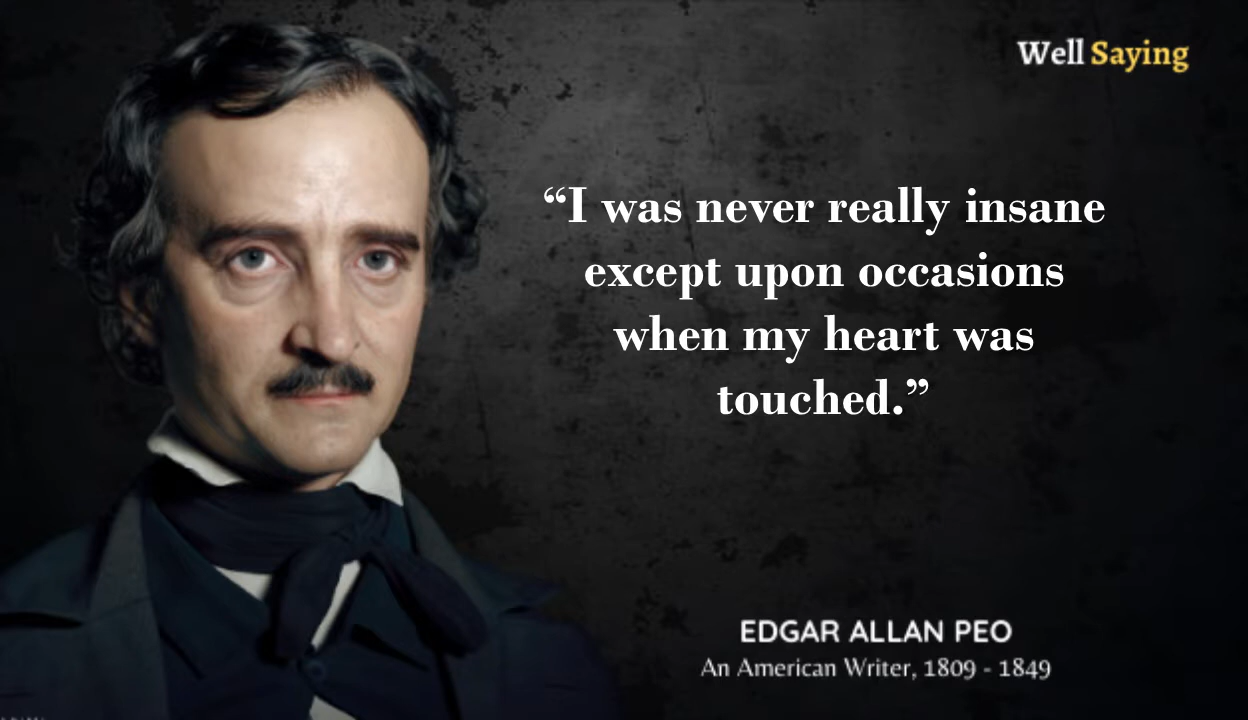 Well Saying
“I was never really insane
except upon occasions
when my heart was
touched.”
EDGAR ALLAN PEO
An American Writer, 1809 - 1849